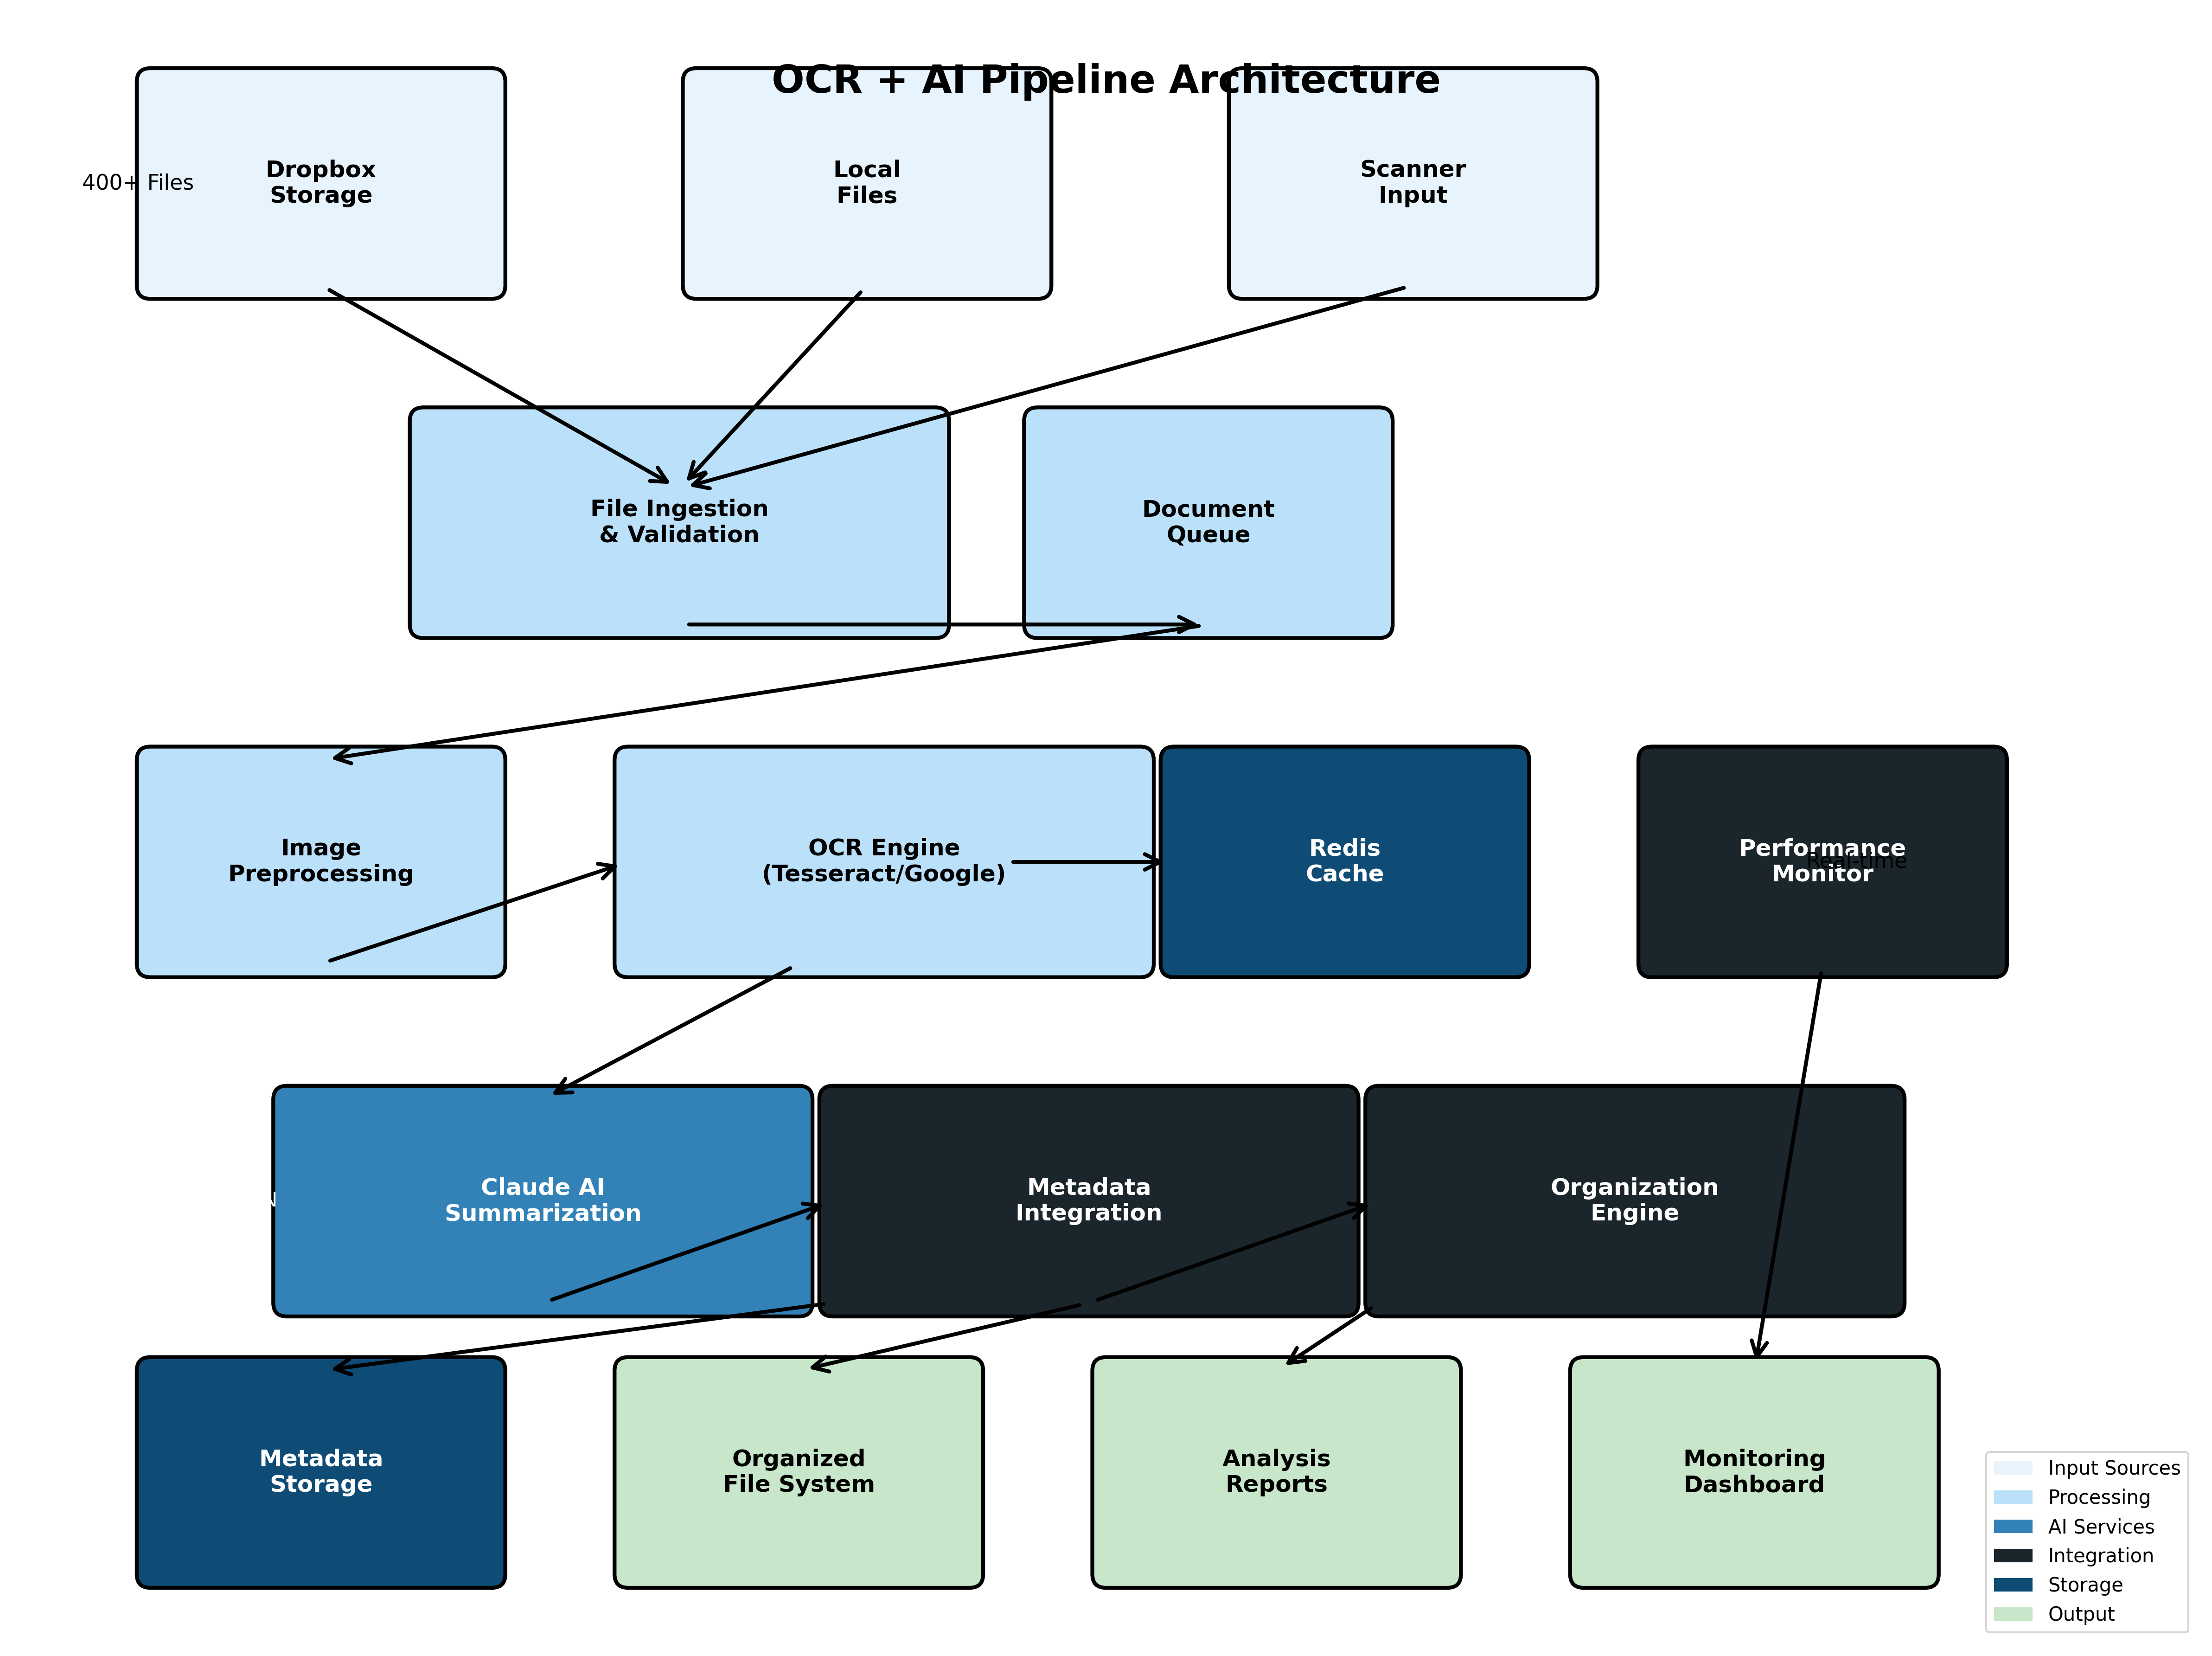 OCR + AI Pipeline Architecture
400+ Files
Dropbox
Storage
Local
Files
Scanner
Input
File Ingestion
& Validation
Document
Queue
Image
Preprocessing
OCR Engine
(Tesseract/Google)
Redis
Cache
Performance
Monitor
Real-time
Claude AI
Summarization
Metadata
Integration
Organization
Engine
Metadata
Storage
Organized
File System
Analysis
Reports
Monitoring
Dashboard
Input Sources
Processing
AI Services
Integration
Storage
Output